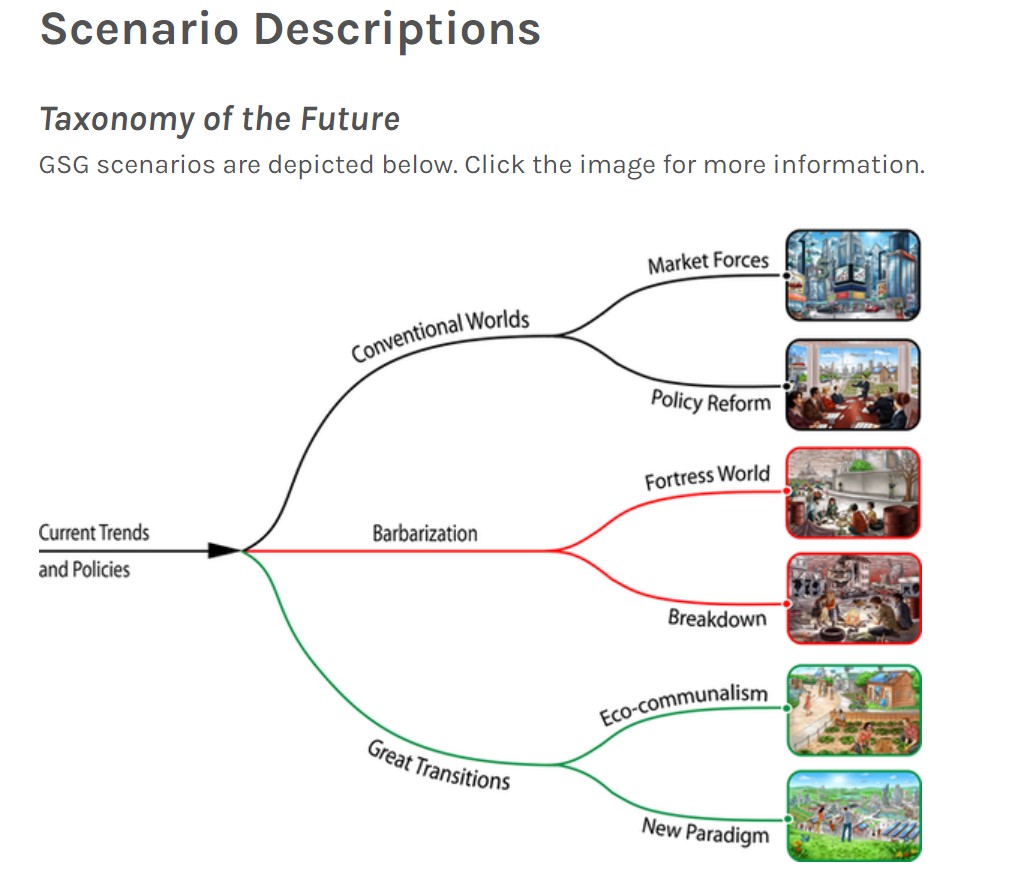 Scenario Descriptions
Taxonomy of the Future
GSG scenarios are depicted below. Click the image for more information.
Market Forces
Conventional Worlds
Policy Reform
Fortress World
Current Trends
and Policies
Barbarization
Breakdown
Eco-communalism
Great Transitions
New Paradigm